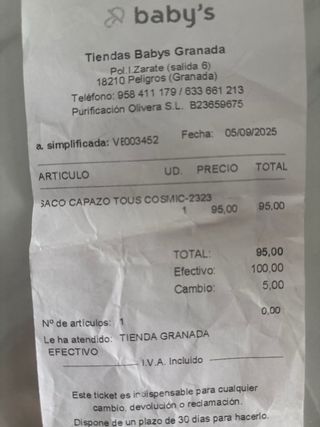 baby's
Tiendas Babys Granada
Pol.I.Zarate (salida 6)
18210 Peligros (Granada)
Teléfono: 958 411 179 / 633 661 213
Purificación Olivera S.L. B23659675
a. simplificada: VE003452 Fecha: 05/09/2025
ARTICULO UD. PRECIO TOTAL
SACO CAPAZO TOUS COSMIC-2323
1 95,00 95,00
TOTAL: 95,00
Efectivo: 100,00
Cambio: 5,00
0,00
Nº de artículos: 1
Le ha atendido: TIENDA GRANADA
EFECTIVO
I.V.A. Incluido
Este ticket es indispensable para cualquier
cambio, devolución o reclamación.
Dispone de un plazo de 30 dias para hacerlo.